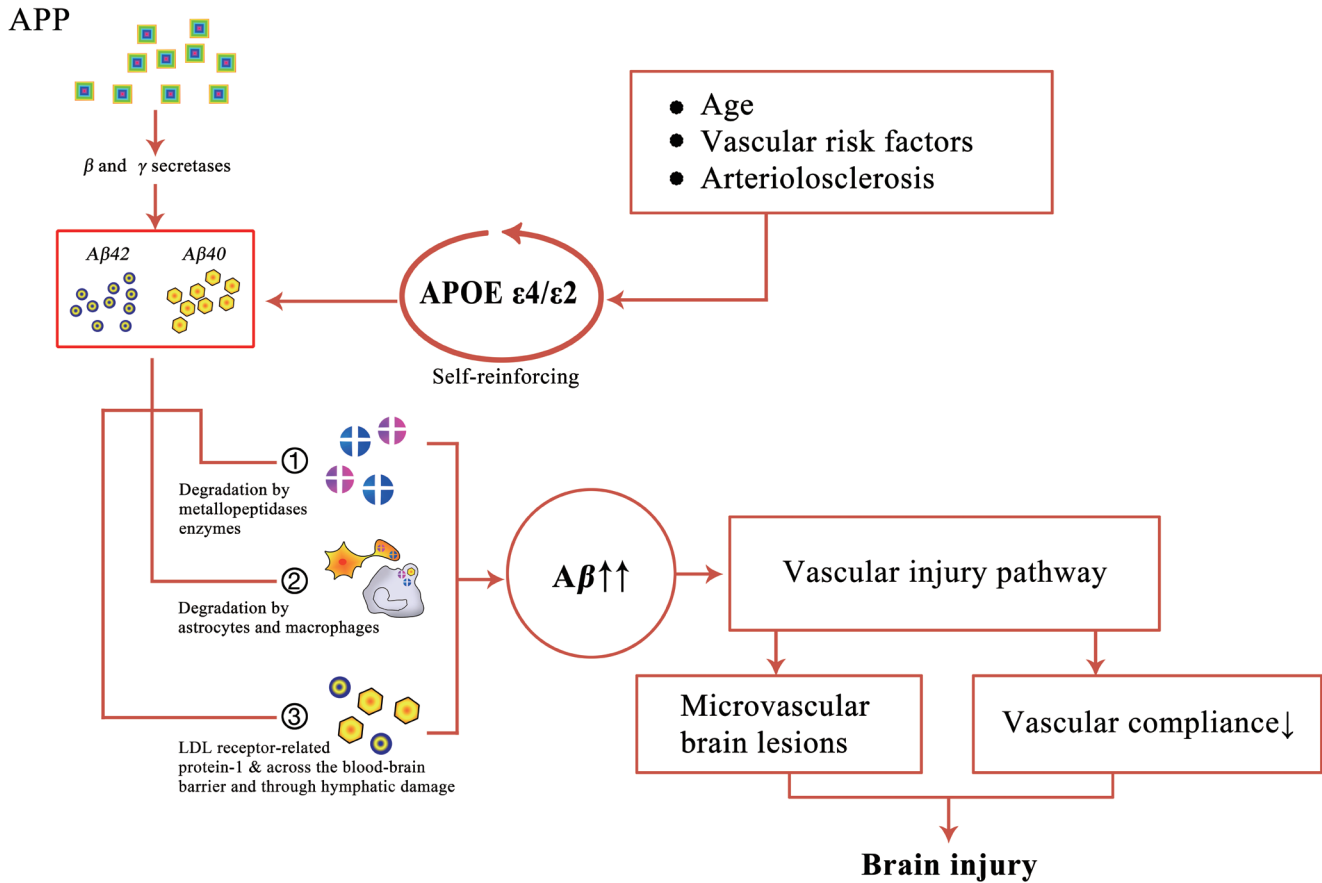 APP
β and γ secretases
Aβ42
Aβ40
● Age
● Vascular risk factors
● Arteriolosclerosis
APOE ε4/ε2
Self-reinforcing
①
Degradation by
metallopeptidases
enzymes
②
Degradation by
astrocytes and macrophages
③
LDL receptor-related
protein-1 & across the blood-brain
barrier and through hymphatic damage
Aβ↑↑
Vascular injury pathway
Microvascular
brain lesions
Vascular compliance↓
Brain injury